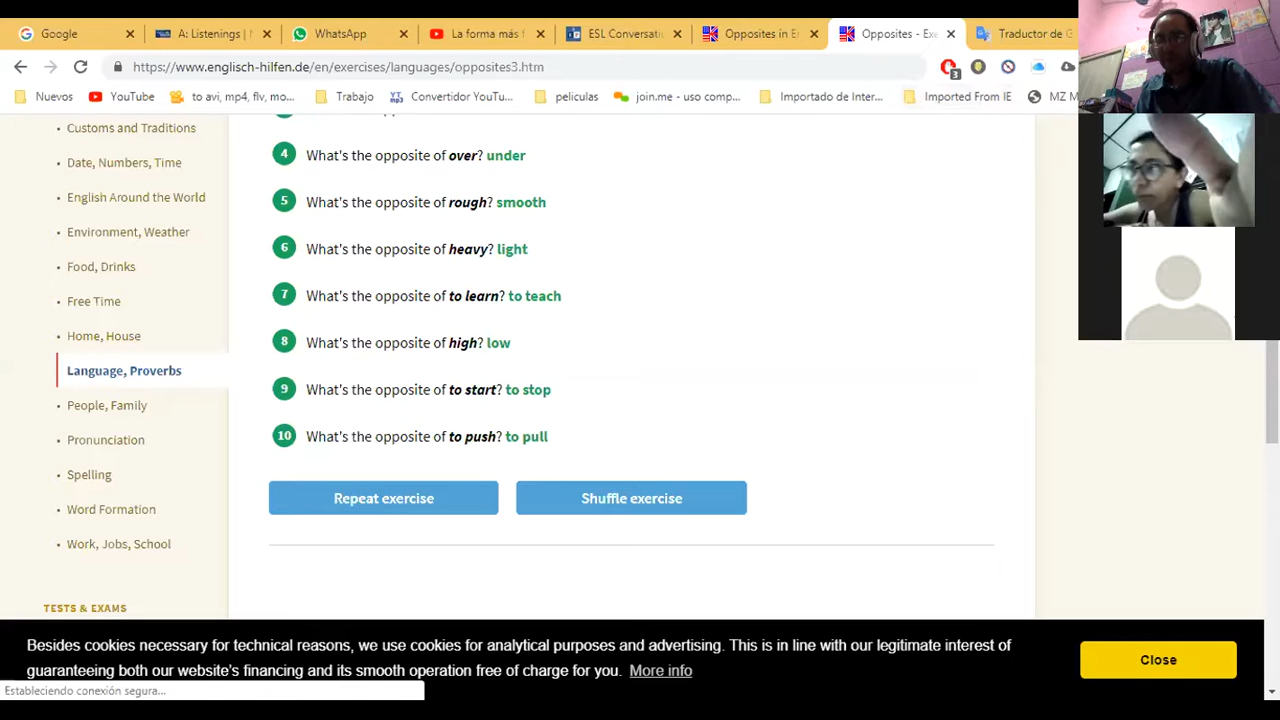 Google
A: Listenings |
WhatsApp
La forma más f
ESL Conversati
Opposites in E
Opposites - Exe
Traductor de G
https://www.englisch-hilfen.de/en/exercises/languages/opposites3.htm
3
Nuevos
YouTube
to avi, mp4, flv, mo...
Trabajo
Convertidor YouTu...
peliculas
join.me - uso comp...
Importado de Inter...
Imported From IE
MZ M
Customs and Traditions
Date, Numbers, Time
English Around the World
Environment, Weather
Food, Drinks
Free Time
Home, House
Language, Proverbs
People, Family
Pronunciation
Spelling
Word Formation
Work, Jobs, School
TESTS & EXAMS
4 What's the opposite of over? under
5 What's the opposite of rough? smooth
6 What's the opposite of heavy? light
7 What's the opposite of to learn? to teach
8 What's the opposite of high? low
9 What's the opposite of to start? to stop
10 What's the opposite of to push? to pull
Repeat exercise
Shuffle exercise
Besides cookies necessary for technical reasons, we use cookies for analytical purposes and advertising. This is in line with our legitimate interest of
guaranteeing both our website's financing and its smooth operation free of charge for you. More info
Close
Estableciendo conexión segura...